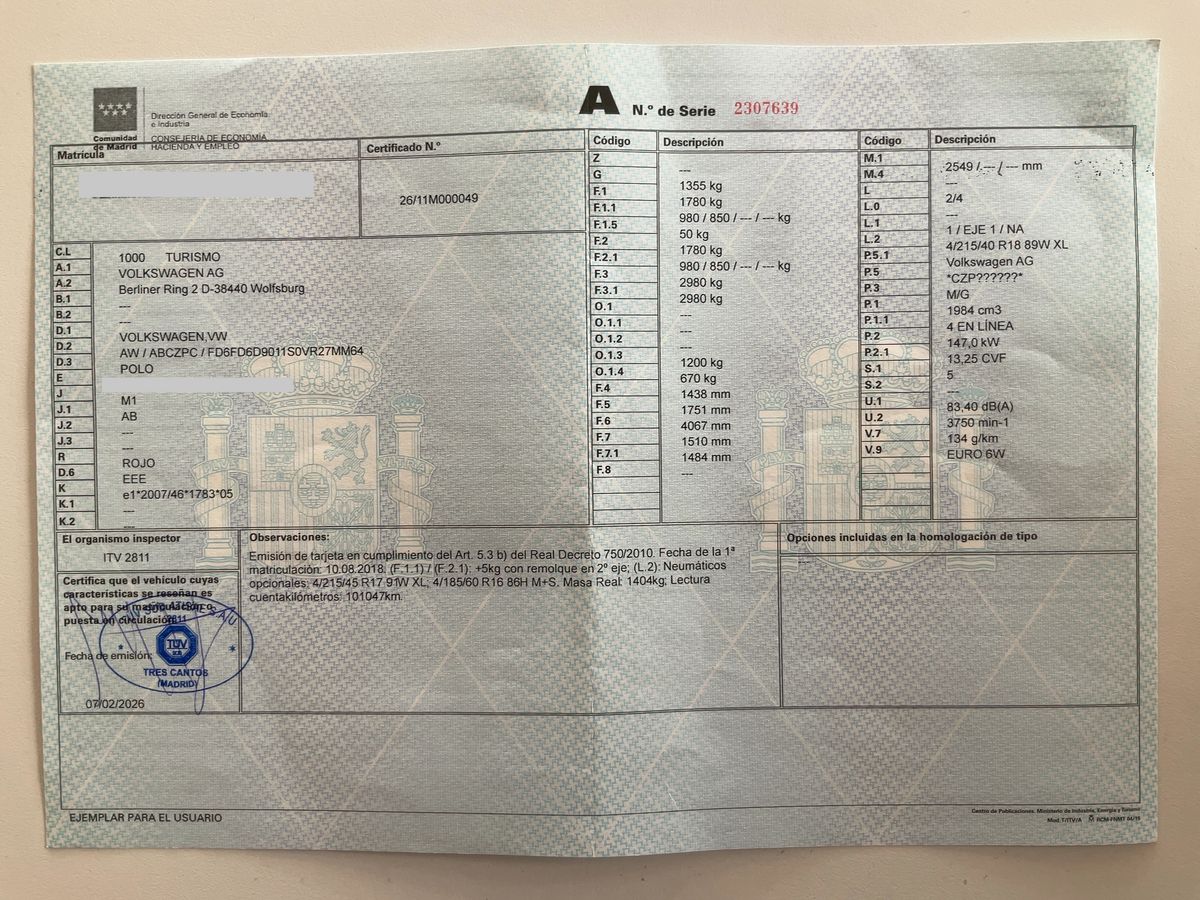 Comunidad
de Madrid
Dirección General de Economía
e Industria
CONSEJERÍA DE ECONOMÍA,
HACIENDA Y EMPLEO
A N.º de Serie 2307639
Matrícula
Certificado N.º
26/11M000049
C.L 1000 TURISMO
A.1 VOLKSWAGEN AG
A.2 Berliner Ring 2 D-38440 Wolfsburg
B.1 ---
B.2 ---
D.1 VOLKSWAGEN,VW
D.2 AW / ABCZPC / FD6FD6D9011S0VR27MM64
D.3 POLO
E
J M1
J.1 AB
J.2 ---
J.3 ---
R ROJO
D.6 EEE
K e1*2007/46*1783*05
K.1 ---
K.2 ---
Código Descripción
Z ---
G 1355 kg
F.1 1780 kg
F.1.1 980 / 850 / --- / --- kg
F.1.5 50 kg
F.2 1780 kg
F.2.1 980 / 850 / --- / --- kg
F.3 2980 kg
F.3.1 2980 kg
O.1 ---
O.1.1 ---
O.1.2 ---
O.1.3 1200 kg
O.1.4 670 kg
F.4 1438 mm
F.5 1751 mm
F.6 4067 mm
F.7 1510 mm
F.7.1 1484 mm
F.8 ---
Código Descripción
M.1 2549 / --- / --- mm
M.4 ---
L 2/4
L.0 ---
L.1 1 / EJE 1 / NA
L.2 4/215/40 R18 89W XL
P.5.1 Volkswagen AG
P.5 *CZP??????*
P.3 M/G
P.1 1984 cm3
P.1.1 4 EN LÍNEA
P.2 147,0 kW
P.2.1 13,25 CVF
S.1 5
S.2 ---
U.1 83,40 dB(A)
U.2 3750 min-1
V.7 134 g/km
V.9 EURO 6W
El organismo inspector
ITV 2811
Certifica que el vehículo cuyas
características se reseñan es
apto para su matriculación o
puesta en circulación
Fecha de emisión:
2811
TÜV
TRES CANTOS
(MADRID)
07/02/2026
Observaciones:
Emisión de tarjeta en cumplimiento del Art. 5.3 b) del Real Decreto 750/2010. Fecha de la 1ª
matriculación: 10.08.2018. (F.1.1) / (F.2.1): +5kg con remolque en 2º eje; (L.2): Neumáticos
opcionales: 4/215/45 R17 91W XL; 4/185/60 R16 86H M+S. Masa Real: 1404kg; Lectura
cuentakilómetros: 101047km.
Opciones incluidas en la homologación de tipo
---
EJEMPLAR PARA EL USUARIO
Centro de Publicaciones. Ministerio de Industria, Energía y Turismo
Mod. T/ITV/A RCM-FNMT